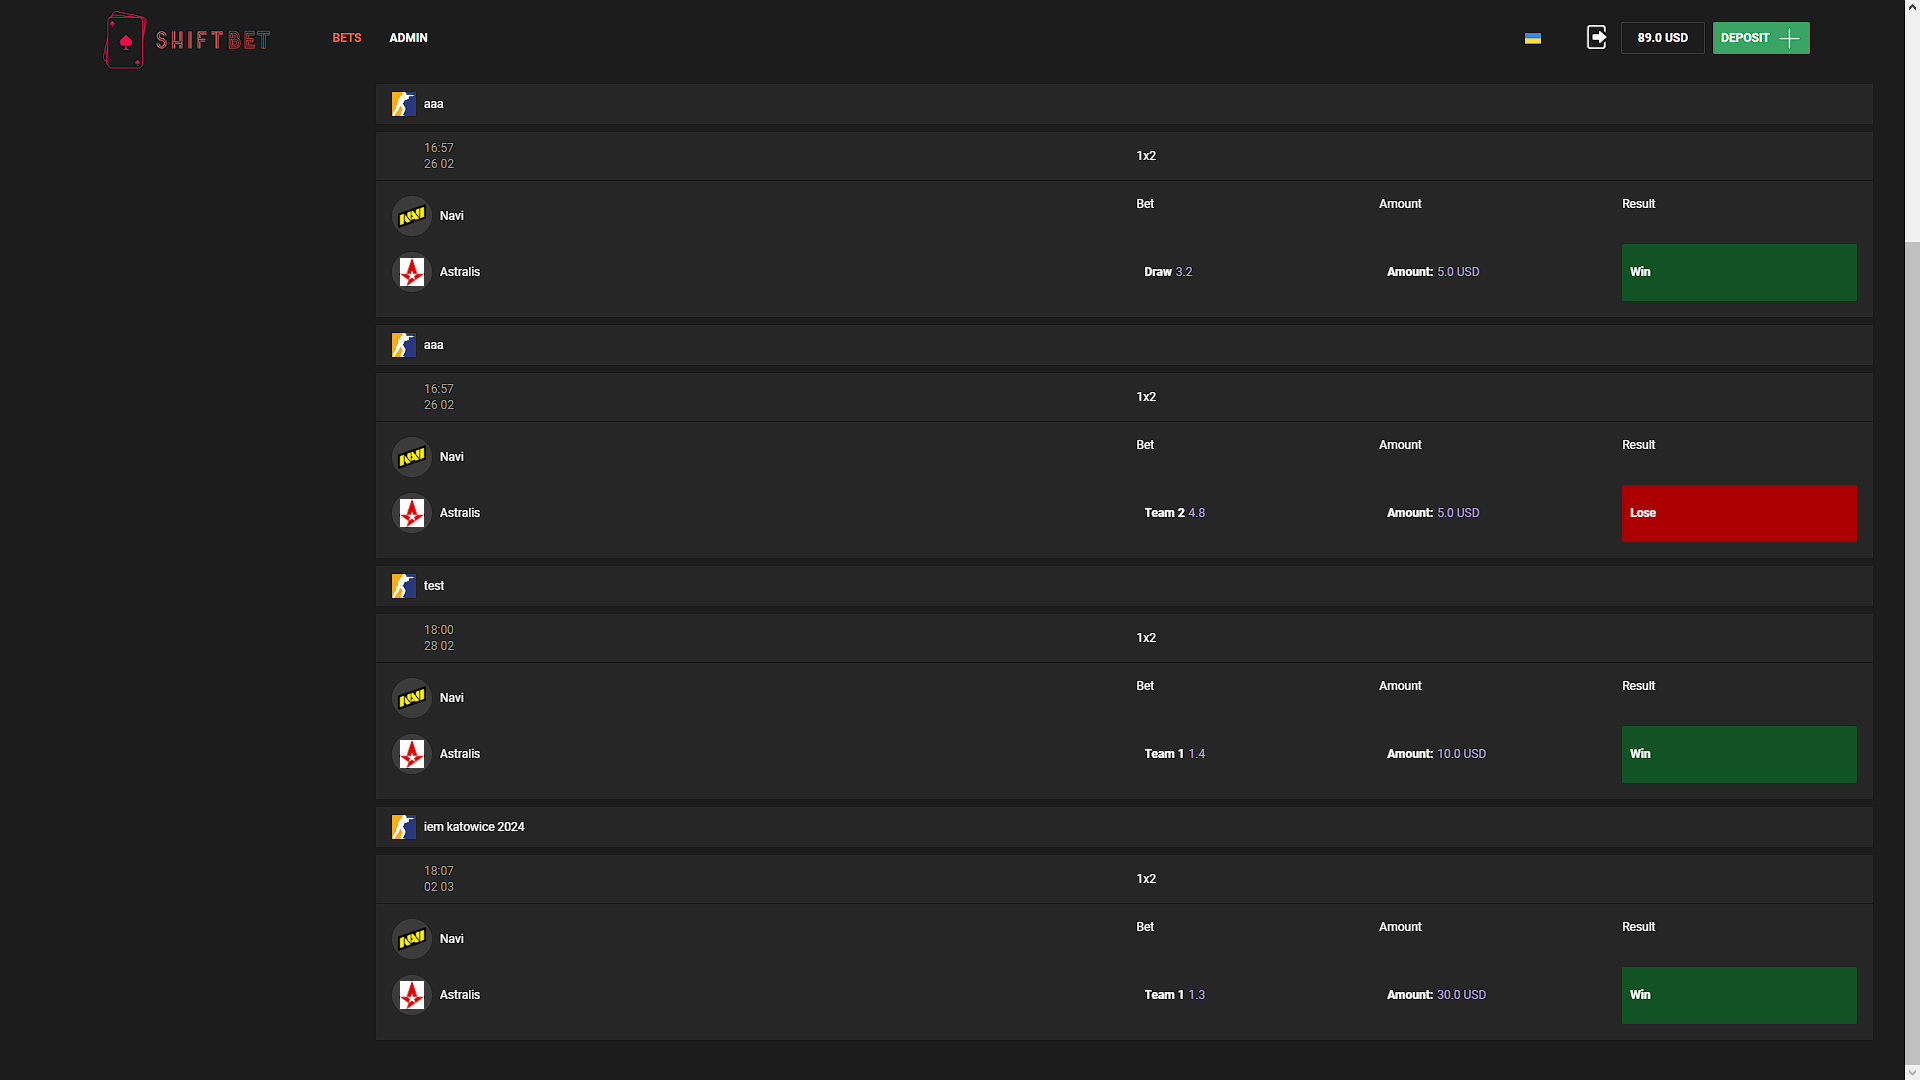 SHIFTBET
BETS
ADMIN
89.0 USD
DEPOSIT
aaa
16:57
26 02
1x2
Navi
Bet
Amount
Result
Astralis
Draw 3.2
Amount: 5.0 USD
Win
aaa
16:57
26 02
1x2
Navi
Bet
Amount
Result
Astralis
Team 2 4.8
Amount: 5.0 USD
Lose
test
18:00
28 02
1x2
Navi
Bet
Amount
Result
Astralis
Team 1 1.4
Amount: 10.0 USD
Win
iem katowice 2024
18:07
02 03
1x2
Navi
Bet
Amount
Result
Astralis
Team 1 1.3
Amount: 30.0 USD
Win